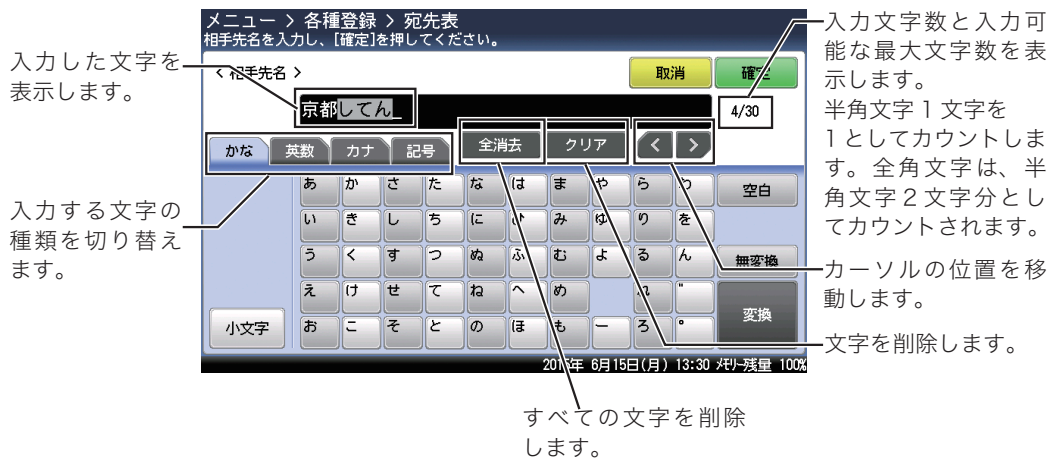 メニュー > 各種登録 > 宛先表
相手先名を入力し、[確定]を押してください。
入力した文字を
表示します。
< 相手先名 >
取消
確定
入力文字数と入力可
能な最大文字数を表
示します。
半角文字 1 文字を
1としてカウントしま
す。全角文字は、半
角文字 2 文字分とし
てカウントされます。
京都してん_
4/30
かな 英数 カナ 記号 全消去 クリア < >
あ か さ た な は ま や ら わ 空白
い き し ち に ひ み ゆ り を
う く す つ ぬ ふ む よ る ん 無変換
え け せ て ね へ め れ ゛ 変換
小文字 お こ そ と の ほ も ー ろ ゜
入力する文字の
種類を切り替え
ます。
カーソルの位置を移
動します。
文字を削除します。
2015年 6月15日(月) 13:30 ﾒﾓﾘｰ残量 100%
すべての文字を削除
します。